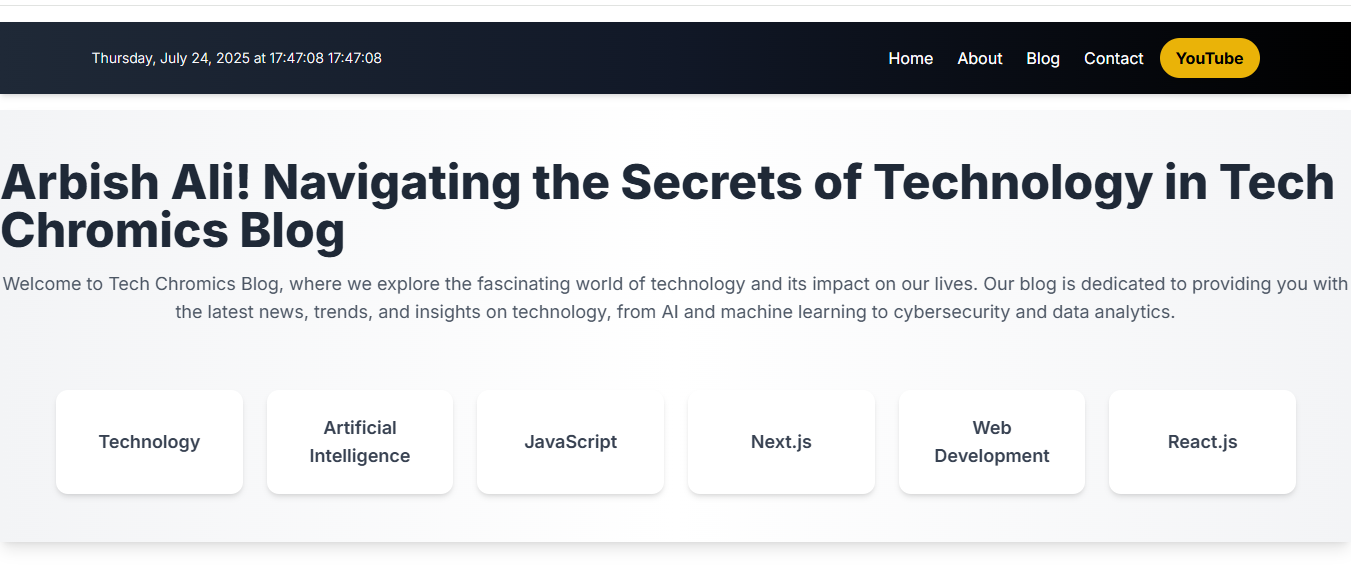 Thursday, July 24, 2025 at 17:47:08 17:47:08
Home About Blog Contact YouTube
Arbish Ali! Navigating the Secrets of Technology in Tech
Chromics Blog
Welcome to Tech Chromics Blog, where we explore the fascinating world of technology and its impact on our lives. Our blog is dedicated to providing you with
the latest news, trends, and insights on technology, from AI and machine learning to cybersecurity and data analytics.
Technology
Artificial
Intelligence
JavaScript
Next.js
Web
Development
React.js